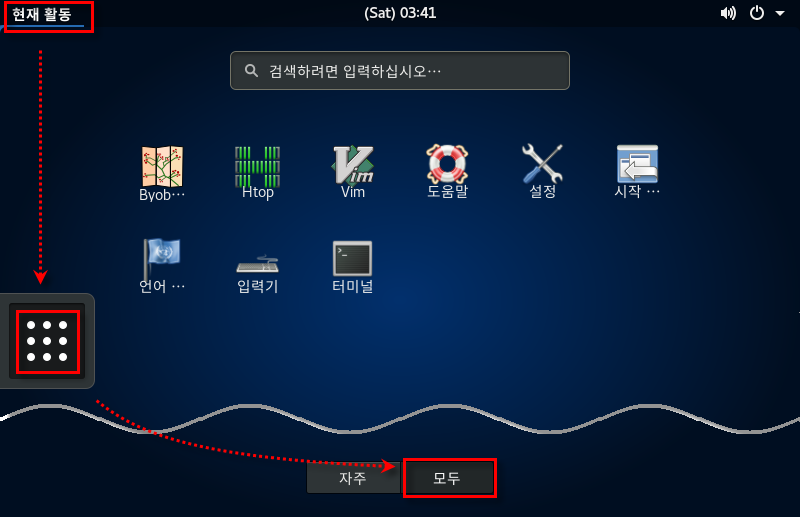 현재 활동
(Sat) 03:41
검색하려면 입력하십시오…
Byob…
Htop
Vim
도움말
설정
시작 …
언어 …
입력기
터미널
자주
모두